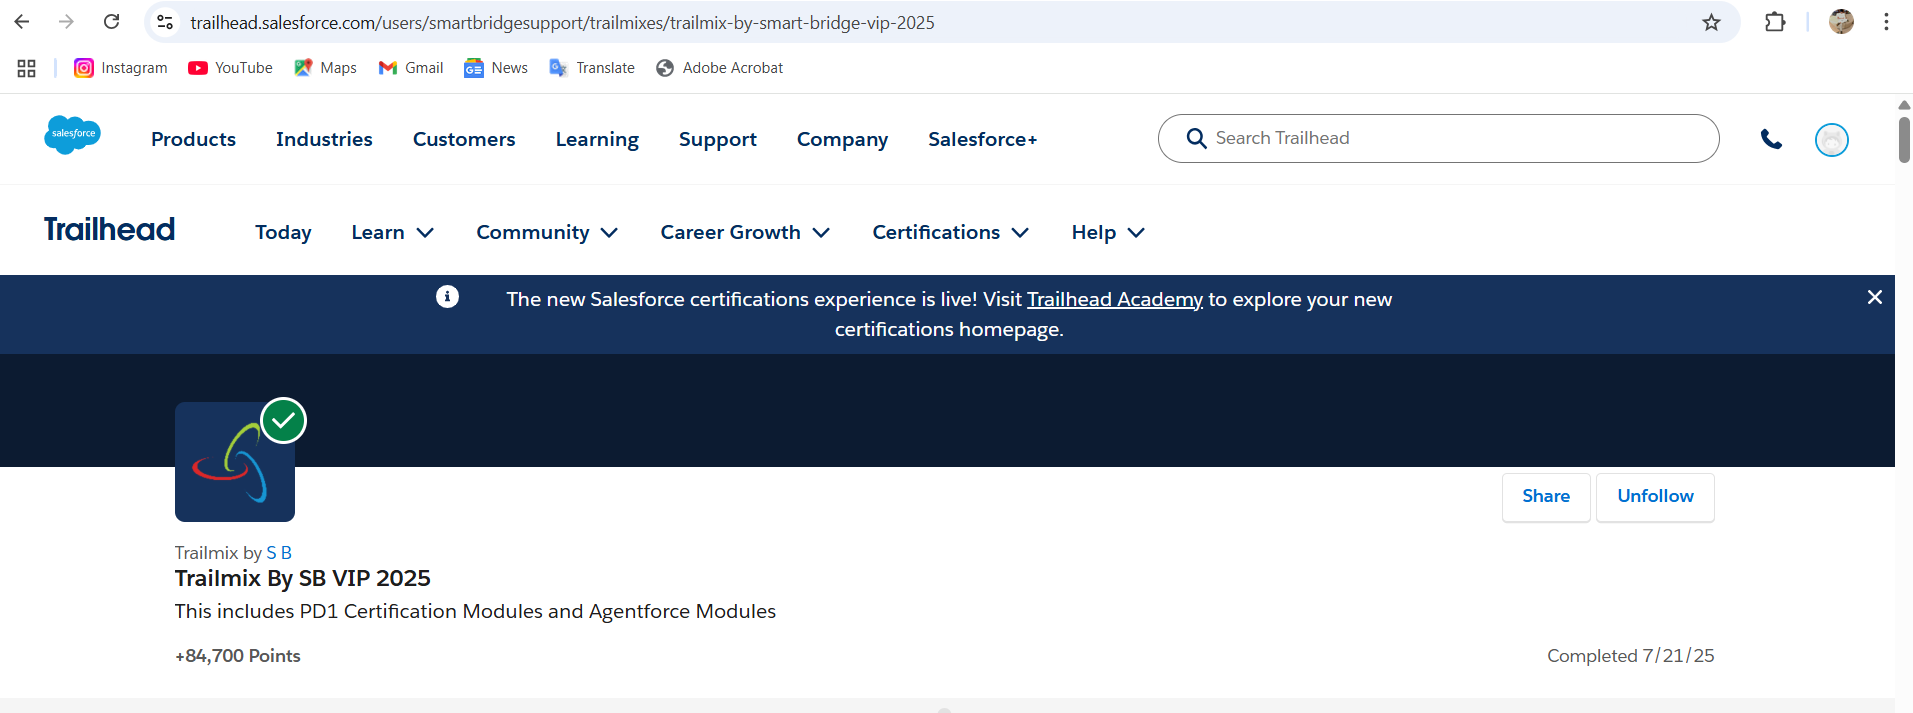 trailhead.salesforce.com/users/smartbridgesupport/trailmixes/trailmix-by-smart-bridge-vip-2025
Instagram YouTube Maps Gmail News Translate Adobe Acrobat
salesforce Products Industries Customers Learning Support Company Salesforce+ Search Trailhead
Trailhead Today Learn Community Career Growth Certifications Help
The new Salesforce certifications experience is live! Visit Trailhead Academy to explore your new
certifications homepage.
Share Unfollow
Trailmix by S B
Trailmix By SB VIP 2025
This includes PD1 Certification Modules and Agentforce Modules
+84,700 Points Completed 7/21/25